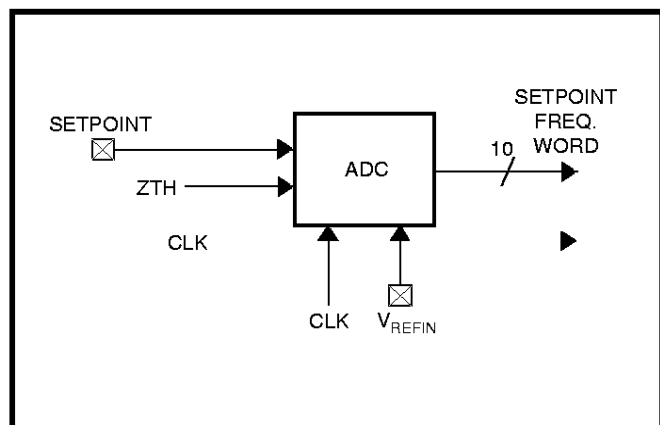 SETPOINT
SETPOINT
FREQ.
WORD
10
ADC
ZTH
CLK
CLK
VREFIN